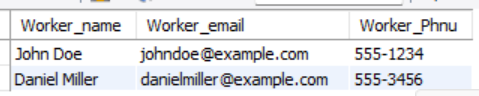 Worker_name Worker_email Worker_Phnu
John Doe johndoe@example.com 555-1234
Daniel Miller danielmiller@example.com 555-3456